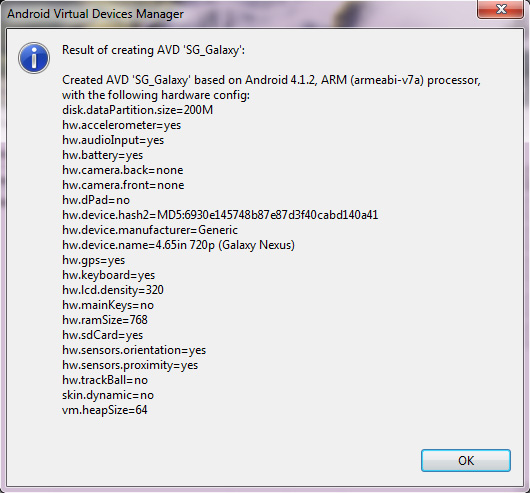 Android Virtual Devices Manager
Result of creating AVD 'SG_Galaxy':
Created AVD 'SG_Galaxy' based on Android 4.1.2, ARM (armeabi-v7a) processor,
with the following hardware config:
disk.dataPartition.size=200M
hw.accelerometer=yes
hw.audioInput=yes
hw.battery=yes
hw.camera.back=none
hw.camera.front=none
hw.dPad=no
hw.device.hash2=MD5:6930e145748b87e87d3f40cabd140a41
hw.device.manufacturer=Generic
hw.device.name=4.65in 720p (Galaxy Nexus)
hw.gps=yes
hw.keyboard=yes
hw.lcd.density=320
hw.mainKeys=no
hw.ramSize=768
hw.sdCard=yes
hw.sensors.orientation=yes
hw.sensors.proximity=yes
hw.trackBall=no
skin.dynamic=no
vm.heapSize=64
OK